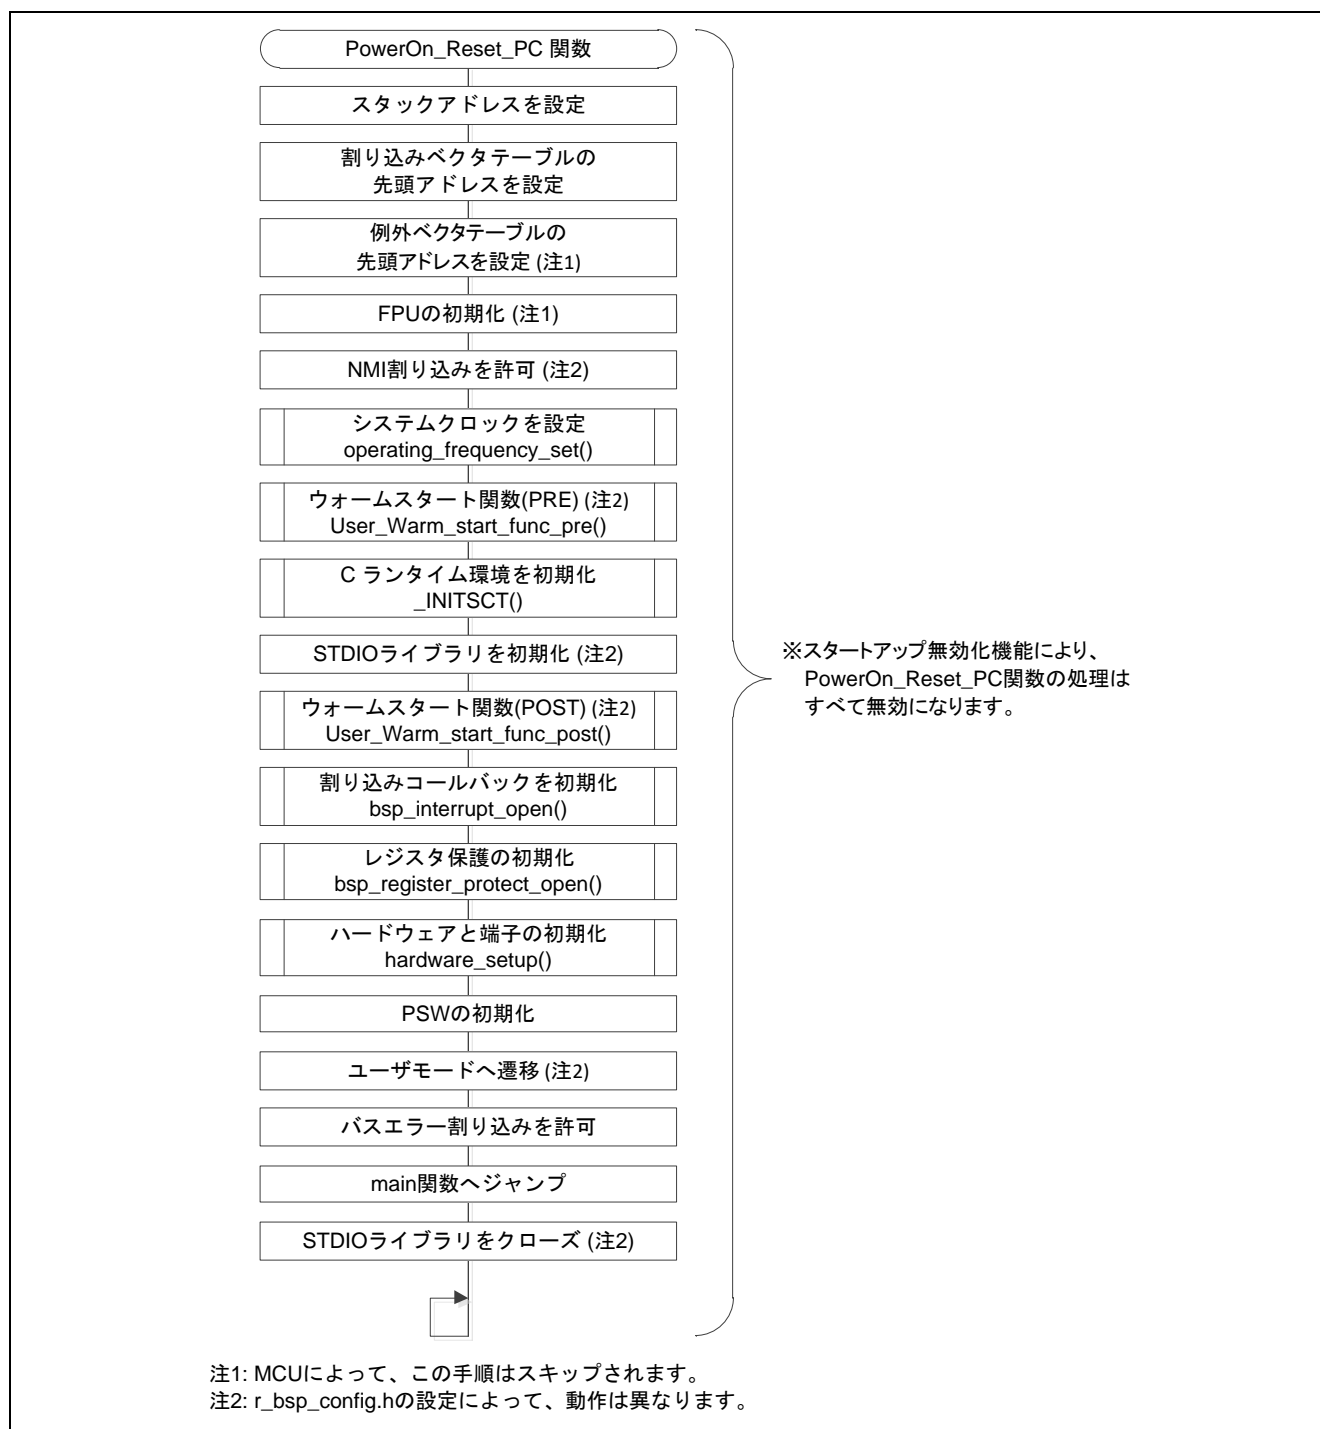 PowerOn_Reset_PC 関数
スタックアドレスを設定
割り込みベクタテーブルの
先頭アドレスを設定
例外ベクタテーブルの
先頭アドレスを設定 (注1)
FPUの初期化 (注1)
NMI割り込みを許可 (注2)
システムクロックを設定
operating_frequency_set()
ウォームスタート関数(PRE) (注2)
User_Warm_start_func_pre()
C ランタイム環境を初期化
_INITSCT()
STDIOライブラリを初期化 (注2)
ウォームスタート関数(POST) (注2)
User_Warm_start_func_post()
割り込みコールバックを初期化
bsp_interrupt_open()
レジスタ保護の初期化
bsp_register_protect_open()
ハードウェアと端子の初期化
hardware_setup()
PSWの初期化
ユーザモードへ遷移 (注2)
バスエラー割り込みを許可
main関数へジャンプ
STDIOライブラリをクローズ (注2)
※スタートアップ無効化機能により、
PowerOn_Reset_PC関数の処理は
すべて無効になります。
注1: MCUによって、この手順はスキップされます。
注2: r_bsp_config.hの設定によって、動作は異なります。